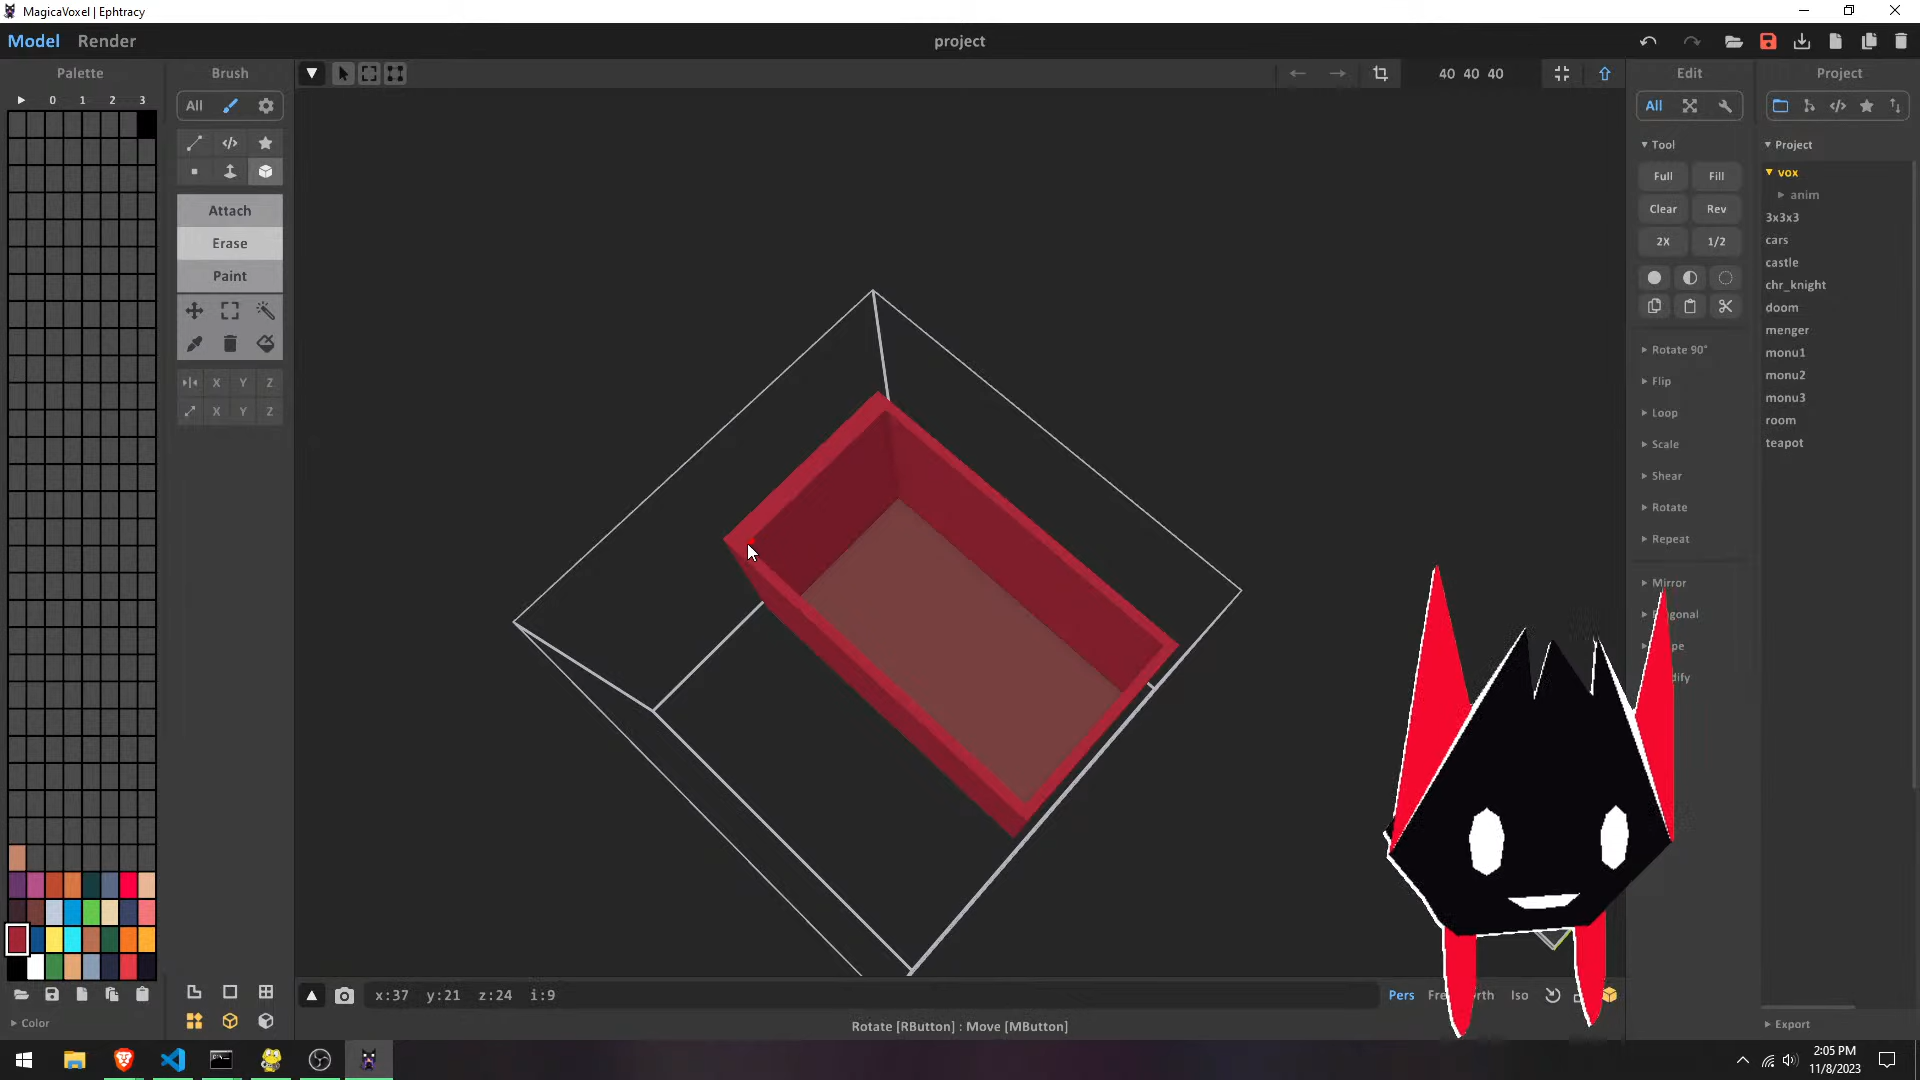 MagicaVoxel | Ephtracy
Model Render
project
Palette
0 1 2 3
Color
Brush
All
Attach
Erase
Paint
X Y Z
X Y Z
40 40 40
x:37 y:21 z:24 i:9
Pers
Iso
Rotate [RButton] : Move [MButton]
Edit
All
Tool
Full Fill
Clear Rev
2X 1/2
Rotate 90°
Flip
Loop
Scale
Shear
Rotate
Repeat
Mirror
Project
Project
vox
anim
3x3x3
cars
castle
chr_knight
doom
menger
monu1
monu2
monu3
room
teapot
Export
2:05 PM
11/8/2023